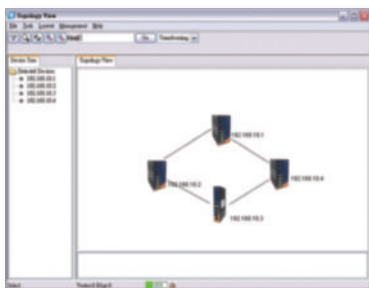 Topology View
File Tools Layout Management Help
Go Transforming
Device Tree
Topology View
Detected Devices
192.168.10.1
192.168.10.2
192.168.10.3
192.168.10.4
192.168.10.1
192.168.10.2
192.168.10.4
192.168.10.3